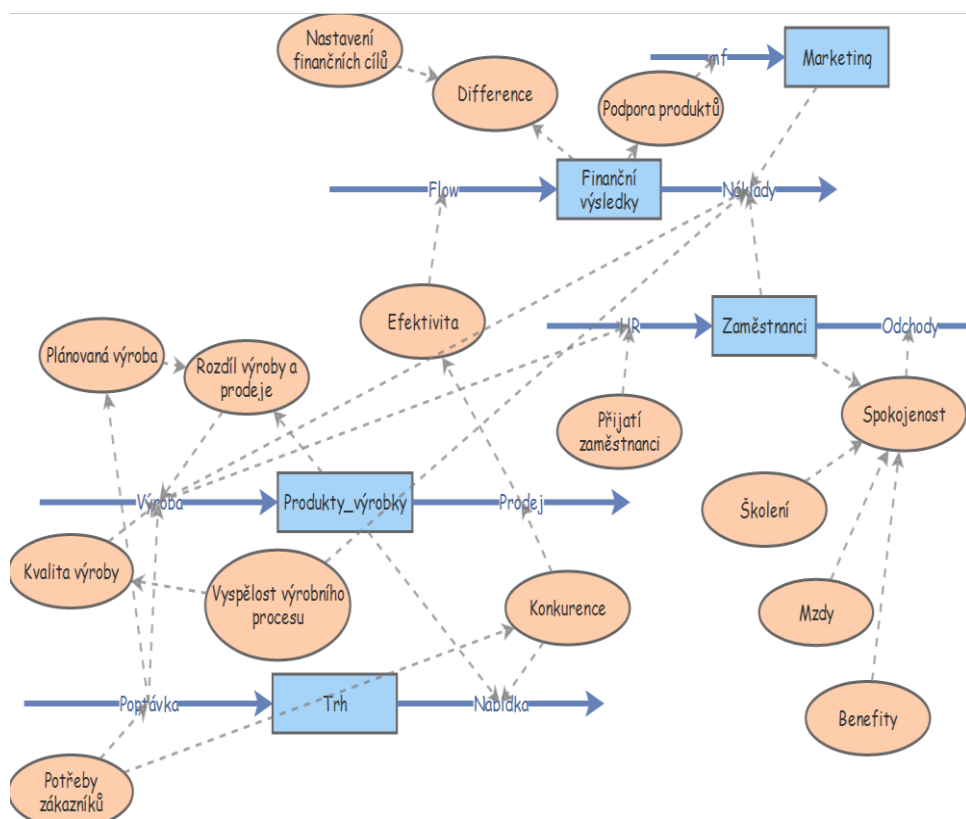 Nastavení
finančních cílů
Difference
mf
Marketing
Podpora produktů
Flow
Finanční
výsledky
Náklady
Efektivita
HR
Zaměstnanci
Odchody
Plánovaná výroba
Rozdíl výroby a
prodeje
Přijatí
zaměstnanci
Spokojenost
Výroba
Produkty_výrobky
Prodej
Školení
Kvalita výroby
Vyspělost výrobního
procesu
Konkurence
Mzdy
Poptávka
Trh
Nabídka
Benefity
Potřeby
zákazníků